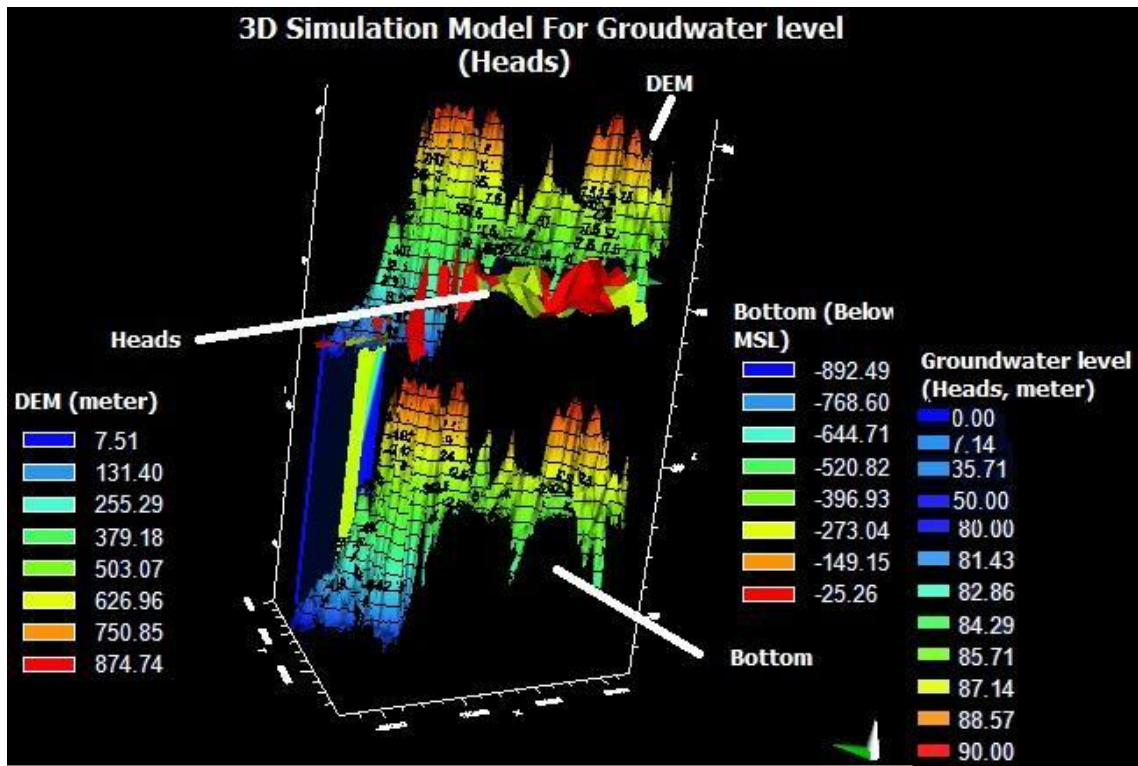 3D Simulation Model For Groudwater level
(Heads)
DEM
Heads
DEM (meter)
7.51
131.40
255.29
379.18
503.07
626.96
750.85
874.74
Bottom (Below
MSL)
-892.49
-768.60
-644.71
-520.82
-396.93
-273.04
-149.15
-25.26
Groundwater level
(Heads, meter)
0.00
7.14
35.71
50.00
80.00
81.43
82.86
84.29
85.71
87.14
88.57
90.00
Bottom
X